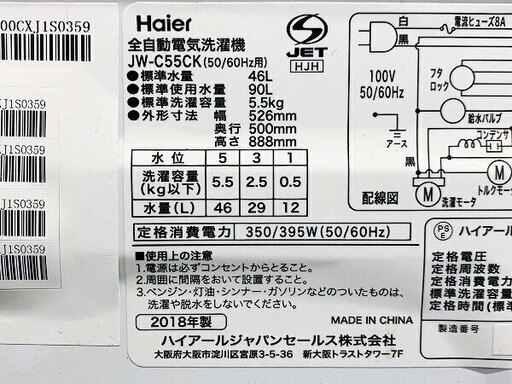 00CXJ1S0359
J1S0359
J1S0359
J1S0359
J1S0359
Haier
S JET
HJH
全自動電気洗濯機
JW-C55CK(50/60Hz用)
●標準水量 46L
●標準使用水量 90L
●標準洗濯容量 5.5kg
●外形寸法 幅 526mm
奥行 500mm
高さ 888mm
水位 5 3 1
洗濯容量(kg以下) 5.5 2.5 0.5
水量(L) 46 29 12
定格消費電力 350/395W(50/60Hz)
■使用上の注意
1.電源は必ずコンセントからとること。
2.周囲に間隔をおいて設置すること。
3.ベンジン・灯油・シンナー・ガソリンなどのついたものは、
洗濯や脱水をしないでください。
2018年製
MADE IN CHINA
ハイアールジャパンセールス株式会社
大阪府大阪市淀川区宮原3-5-36 新大阪トラストタワー7F
白
黒
電流ヒューズ8A
100V
50/60Hz
フタロック
給水バルブ
コンデンサ
アース
黒
M
M
洗濯モータ
トルクモータ
配線図
PS
E
ハイアール
定格電圧
定格周波数
定格消費電力
標準洗濯容量
定格時間(標準
製造番号